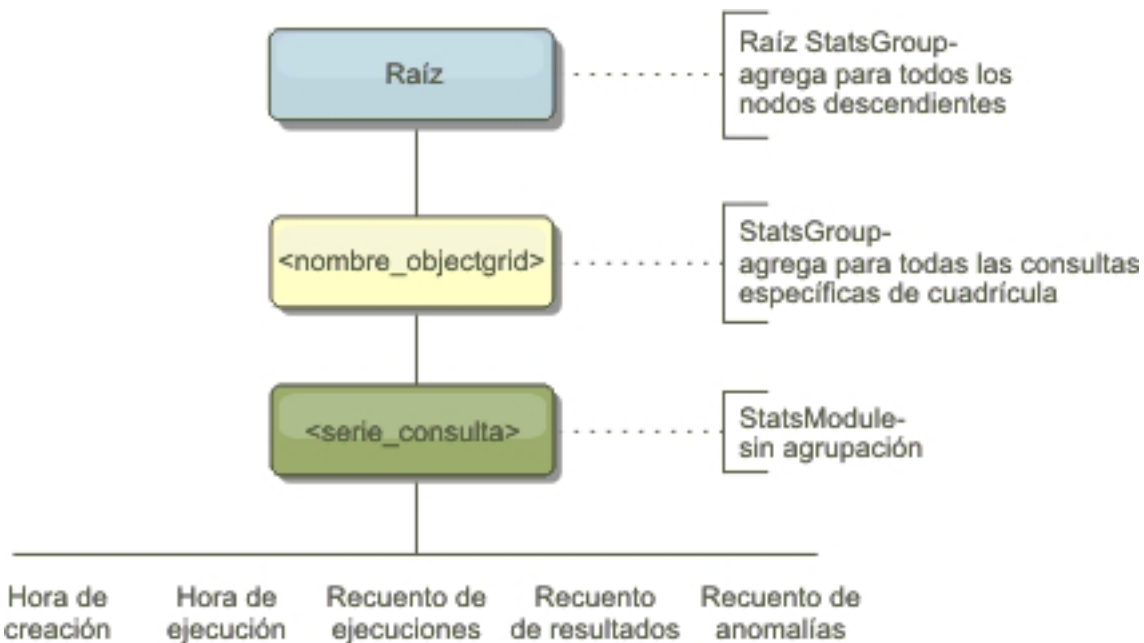 Raíz
Raíz StatsGroup-
agrega para todos los
nodos descendientes
<nombre_objectgrid>
StatsGroup-
agrega para todas las consultas
específicas de cuadrícula
<serie_consulta>
StatsModule-
sin agrupación
Hora de
creación
Hora de
ejecución
Recuento de
ejecuciones
Recuento
de resultados
Recuento de
anomalías